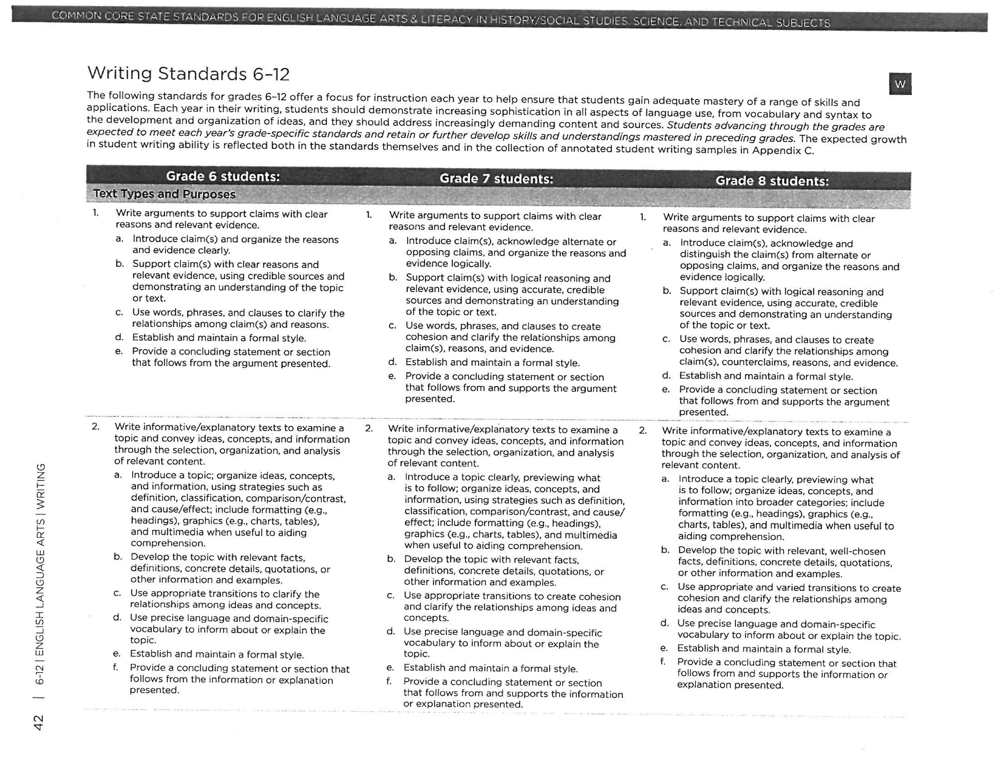 COMMON CORE STATE STANDARDS FOR ENGLISH LANGUAGE ARTS & LITERACY IN HISTORY/SOCIAL STUDIES, SCIENCE, AND TECHNICAL SUBJECTS
Writing Standards 6–12
W
The following standards for grades 6–12 offer a focus for instruction each year to help ensure that students gain adequate mastery of a range of skills and
applications. Each year in their writing, students should demonstrate increasing sophistication in all aspects of language use, from vocabulary and syntax to
the development and organization of ideas, and they should address increasingly demanding content and sources. Students advancing through the grades are
expected to meet each year's grade-specific standards and retain or further develop skills and understandings mastered in preceding grades. The expected growth
in student writing ability is reflected both in the standards themselves and in the collection of annotated student writing samples in Appendix C.
Grade 6 students:
Grade 7 students:
Grade 8 students:
Text Types and Purposes
1. Write arguments to support claims with clear
reasons and relevant evidence.
a. Introduce claim(s) and organize the reasons
and evidence clearly.
b. Support claim(s) with clear reasons and
relevant evidence, using credible sources and
demonstrating an understanding of the topic
or text.
c. Use words, phrases, and clauses to clarify the
relationships among claim(s) and reasons.
d. Establish and maintain a formal style.
e. Provide a concluding statement or section
that follows from the argument presented.
1. Write arguments to support claims with clear
reasons and relevant evidence.
a. Introduce claim(s), acknowledge alternate or
opposing claims, and organize the reasons and
evidence logically.
b. Support claim(s) with logical reasoning and
relevant evidence, using accurate, credible
sources and demonstrating an understanding
of the topic or text.
c. Use words, phrases, and clauses to create
cohesion and clarify the relationships among
claim(s), reasons, and evidence.
d. Establish and maintain a formal style.
e. Provide a concluding statement or section
that follows from and supports the argument
presented.
1. Write arguments to support claims with clear
reasons and relevant evidence.
a. Introduce claim(s), acknowledge and
distinguish the claim(s) from alternate or
opposing claims, and organize the reasons and
evidence logically.
b. Support claim(s) with logical reasoning and
relevant evidence, using accurate, credible
sources and demonstrating an understanding
of the topic or text.
c. Use words, phrases, and clauses to create
cohesion and clarify the relationships among
claim(s), counterclaims, reasons, and evidence.
d. Establish and maintain a formal style.
e. Provide a concluding statement or section
that follows from and supports the argument
presented.
2. Write informative/explanatory texts to examine a
topic and convey ideas, concepts, and information
through the selection, organization, and analysis
of relevant content.
a. Introduce a topic; organize ideas, concepts,
and information, using strategies such as
definition, classification, comparison/contrast,
and cause/effect; include formatting (e.g.,
headings), graphics (e.g., charts, tables),
and multimedia when useful to aiding
comprehension.
b. Develop the topic with relevant facts,
definitions, concrete details, quotations, or
other information and examples.
c. Use appropriate transitions to clarify the
relationships among ideas and concepts.
d. Use precise language and domain-specific
vocabulary to inform about or explain the
topic.
e. Establish and maintain a formal style.
f. Provide a concluding statement or section that
follows from the information or explanation
presented.
2. Write informative/explanatory texts to examine a
topic and convey ideas, concepts, and information
through the selection, organization, and analysis
of relevant content.
a. Introduce a topic clearly, previewing what
is to follow; organize ideas, concepts, and
information, using strategies such as definition,
classification, comparison/contrast, and cause/
effect; include formatting (e.g., headings),
graphics (e.g., charts, tables), and multimedia
when useful to aiding comprehension.
b. Develop the topic with relevant facts,
definitions, concrete details, quotations, or
other information and examples.
c. Use appropriate transitions to create cohesion
and clarify the relationships among ideas and
concepts.
d. Use precise language and domain-specific
vocabulary to inform about or explain the
topic.
e. Establish and maintain a formal style.
f. Provide a concluding statement or section
that follows from and supports the information
or explanation presented.
2. Write informative/explanatory texts to examine a
topic and convey ideas, concepts, and information
through the selection, organization, and analysis of
relevant content.
a. Introduce a topic clearly, previewing what
is to follow; organize ideas, concepts, and
information into broader categories; include
formatting (e.g., headings), graphics (e.g.,
charts, tables), and multimedia when useful to
aiding comprehension.
b. Develop the topic with relevant, well-chosen
facts, definitions, concrete details, quotations,
or other information and examples.
c. Use appropriate and varied transitions to create
cohesion and clarify the relationships among
ideas and concepts.
d. Use precise language and domain-specific
vocabulary to inform about or explain the topic.
e. Establish and maintain a formal style.
f. Provide a concluding statement or section that
follows from and supports the information or
explanation presented.
42 | 6-12 | ENGLISH LANGUAGE ARTS | WRITING